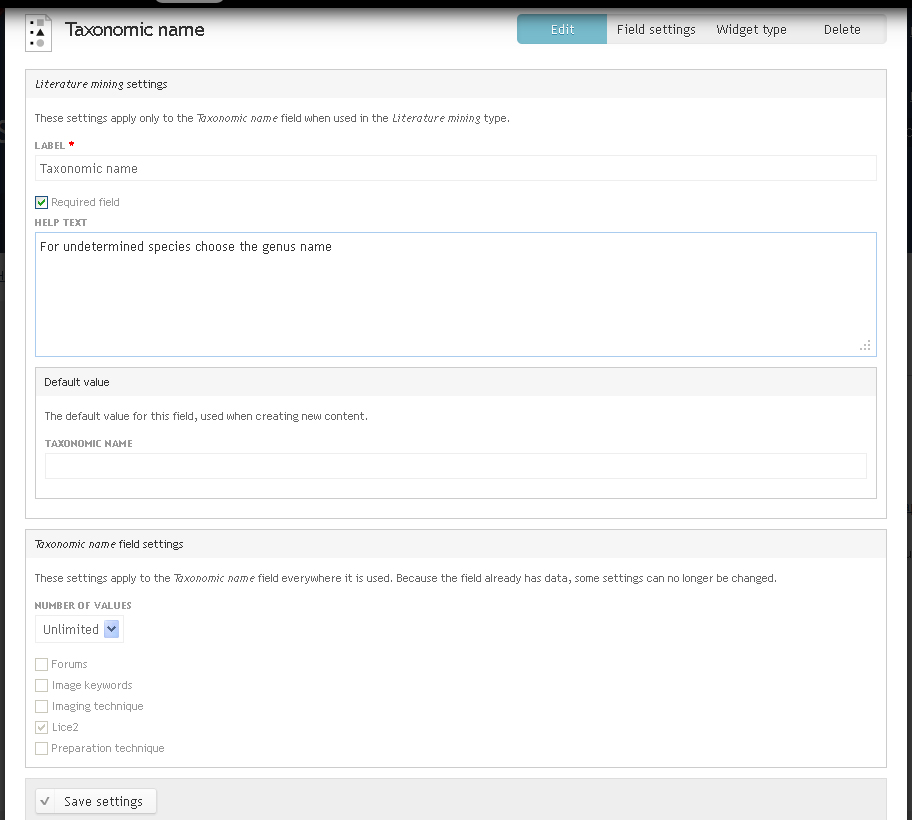 Taxonomic name
Edit
Field settings
Widget type
Delete
Literature mining settings
These settings apply only to the Taxonomic name field when used in the Literature mining type.
LABEL *
Taxonomic name
Required field
HELP TEXT
For undetermined species choose the genus name
Default value
The default value for this field, used when creating new content.
TAXONOMIC NAME
Taxonomic name field settings
These settings apply to the Taxonomic name field everywhere it is used. Because the field already has data, some settings can no longer be changed.
NUMBER OF VALUES
Unlimited
Forums
Image keywords
Imaging technique
Lice2
Preparation technique
Save settings